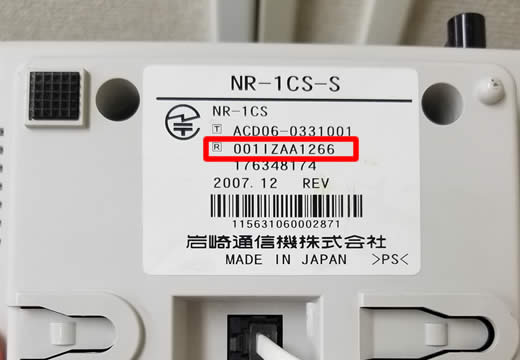 NR-1CS-S
NR-1CS
T ACD06-0331001
R 001IZAA1266
176348174
2007.12 REV
115631060002871
岩崎通信機株式会社
MADE IN JAPAN >PS<